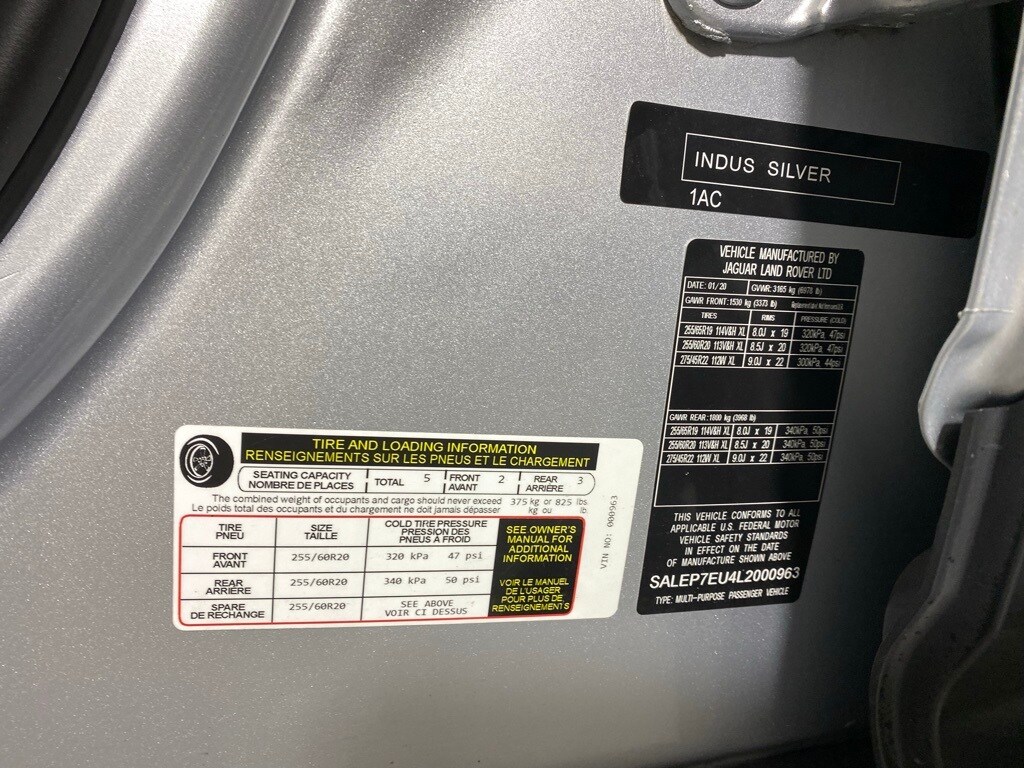 INDUS SILVER
1AC
VEHICLE MANUFACTURED BY
JAGUAR LAND ROVER LTD
DATE: 01/20 GVWR: 3165 kg (6978 lb)
GAWR FRONT: 1530 kg (3373 lb)
TIRES RIMS PRESSURE (COLD)
255/65R19 114V&H XL 8.0J x 19 320kPa, 47psi
255/60R20 113V&H XL 8.5J x 20 320kPa, 47psi
275/45R22 112W XL 9.0J x 22 300kPa, 44psi
GAWR REAR: 1800 kg (3968 lb)
255/65R19 114V&H XL 8.0J x 19 340kPa, 50psi
255/60R20 113V&H XL 8.5J x 20 340kPa, 50psi
275/45R22 112W XL 9.0J x 22 340kPa, 50psi
THIS VEHICLE CONFORMS TO ALL
APPLICABLE U.S. FEDERAL MOTOR
VEHICLE SAFETY STANDARDS
IN EFFECT ON THE DATE
OF MANUFACTURE SHOWN ABOVE
SALEP7EU4L2000963
TYPE: MULTI-PURPOSE PASSENGER VEHICLE
TIRE AND LOADING INFORMATION
RENSEIGNEMENTS SUR LES PNEUS ET LE CHARGEMENT
SEATING CAPACITY
NOMBRE DE PLACES
TOTAL 5
FRONT
AVANT
2
REAR
ARRIÈRE
3
The combined weight of occupants and cargo should never exceed 375 kg or 825 lbs.
Le poids total des occupants et du chargement ne doit jamais dépasser kg ou lb.
TIRE
PNEU
SIZE
TAILLE
COLD TIRE PRESSURE
PRESSION DES
PNEUS A FROID
FRONT
AVANT
255/60R20 320 kPa 47 psi
REAR
ARRIÈRE
255/60R20 340 kPa 50 psi
SPARE
DE RECHANGE
255/60R20
SEE ABOVE
VOIR CI DESSUS
SEE OWNER'S
MANUAL FOR
ADDITIONAL
INFORMATION
VOIR LE MANUEL
DE L'USAGER
POUR PLUS DE
RENSEIGNEMENTS
VIN NO: 000963